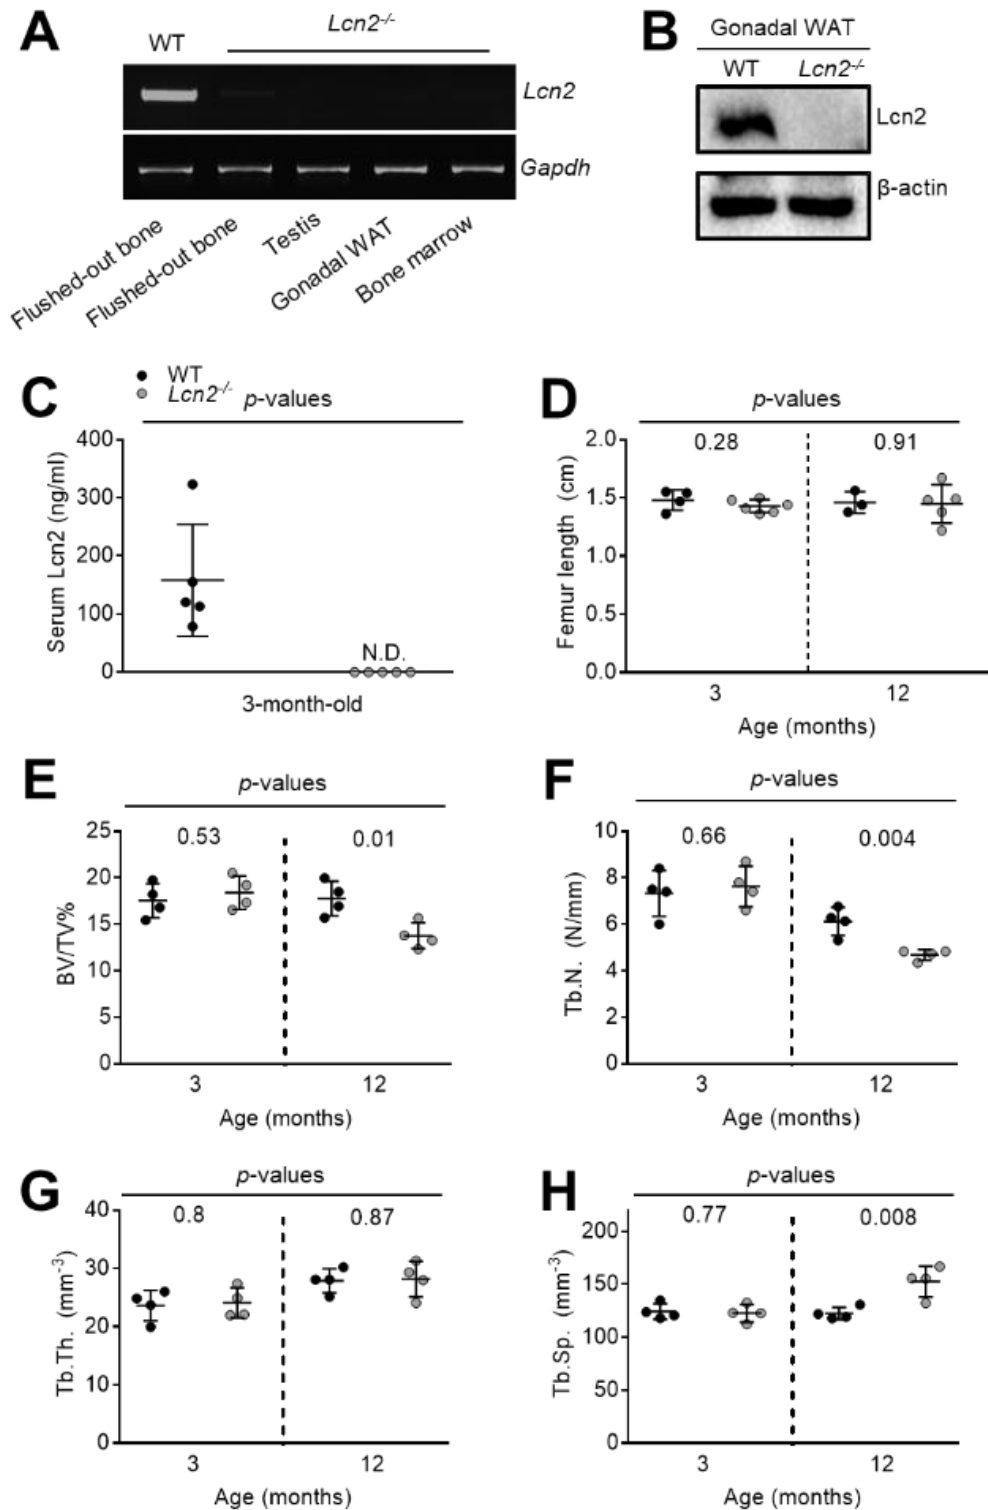 A
WT
Lcn2-/-
Lcn2
Gapdh
Flushed-out bone
Flushed-out bone
Testis
Gonadal WAT
Bone marrow
B
Gonadal WAT
WT Lcn2-/-
Lcn2
β-actin
C
WT
Lcn2-/-
p-values
Serum Lcn2 (ng/ml)
400
300
200
100
0
N.D.
3-month-old
D
p-values
0.28 0.91
Femur length (cm)
2.0
1.5
1.0
0.5
0.0
3 12
Age (months)
E
p-values
0.53 0.01
BV/TV%
25
20
15
10
5
0
3 12
Age (months)
F
p-values
0.66 0.004
Tb.N. (N/mm)
10
8
6
4
2
0
3 12
Age (months)
G
p-values
0.8 0.87
Tb.Th. (mm-3)
40
30
20
10
0
3 12
Age (months)
H
p-values
0.77 0.008
Tb.Sp. (mm-3)
200
150
100
50
0
3 12
Age (months)